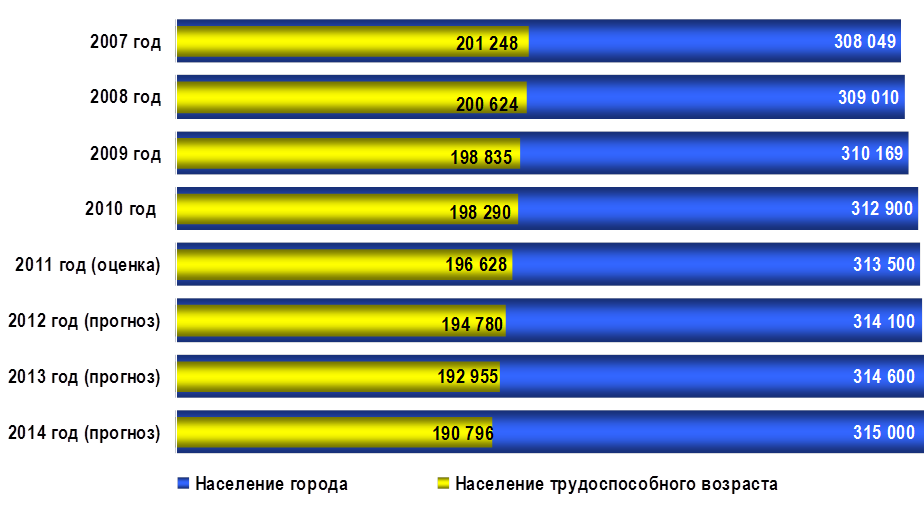 2007 год 201 248 308 049
2008 год 200 624 309 010
2009 год 198 835 310 169
2010 год 198 290 312 900
2011 год (оценка) 196 628 313 500
2012 год (прогноз) 194 780 314 100
2013 год (прогноз) 192 955 314 600
2014 год (прогноз) 190 796 315 000
Население города Население трудоспособного возраста